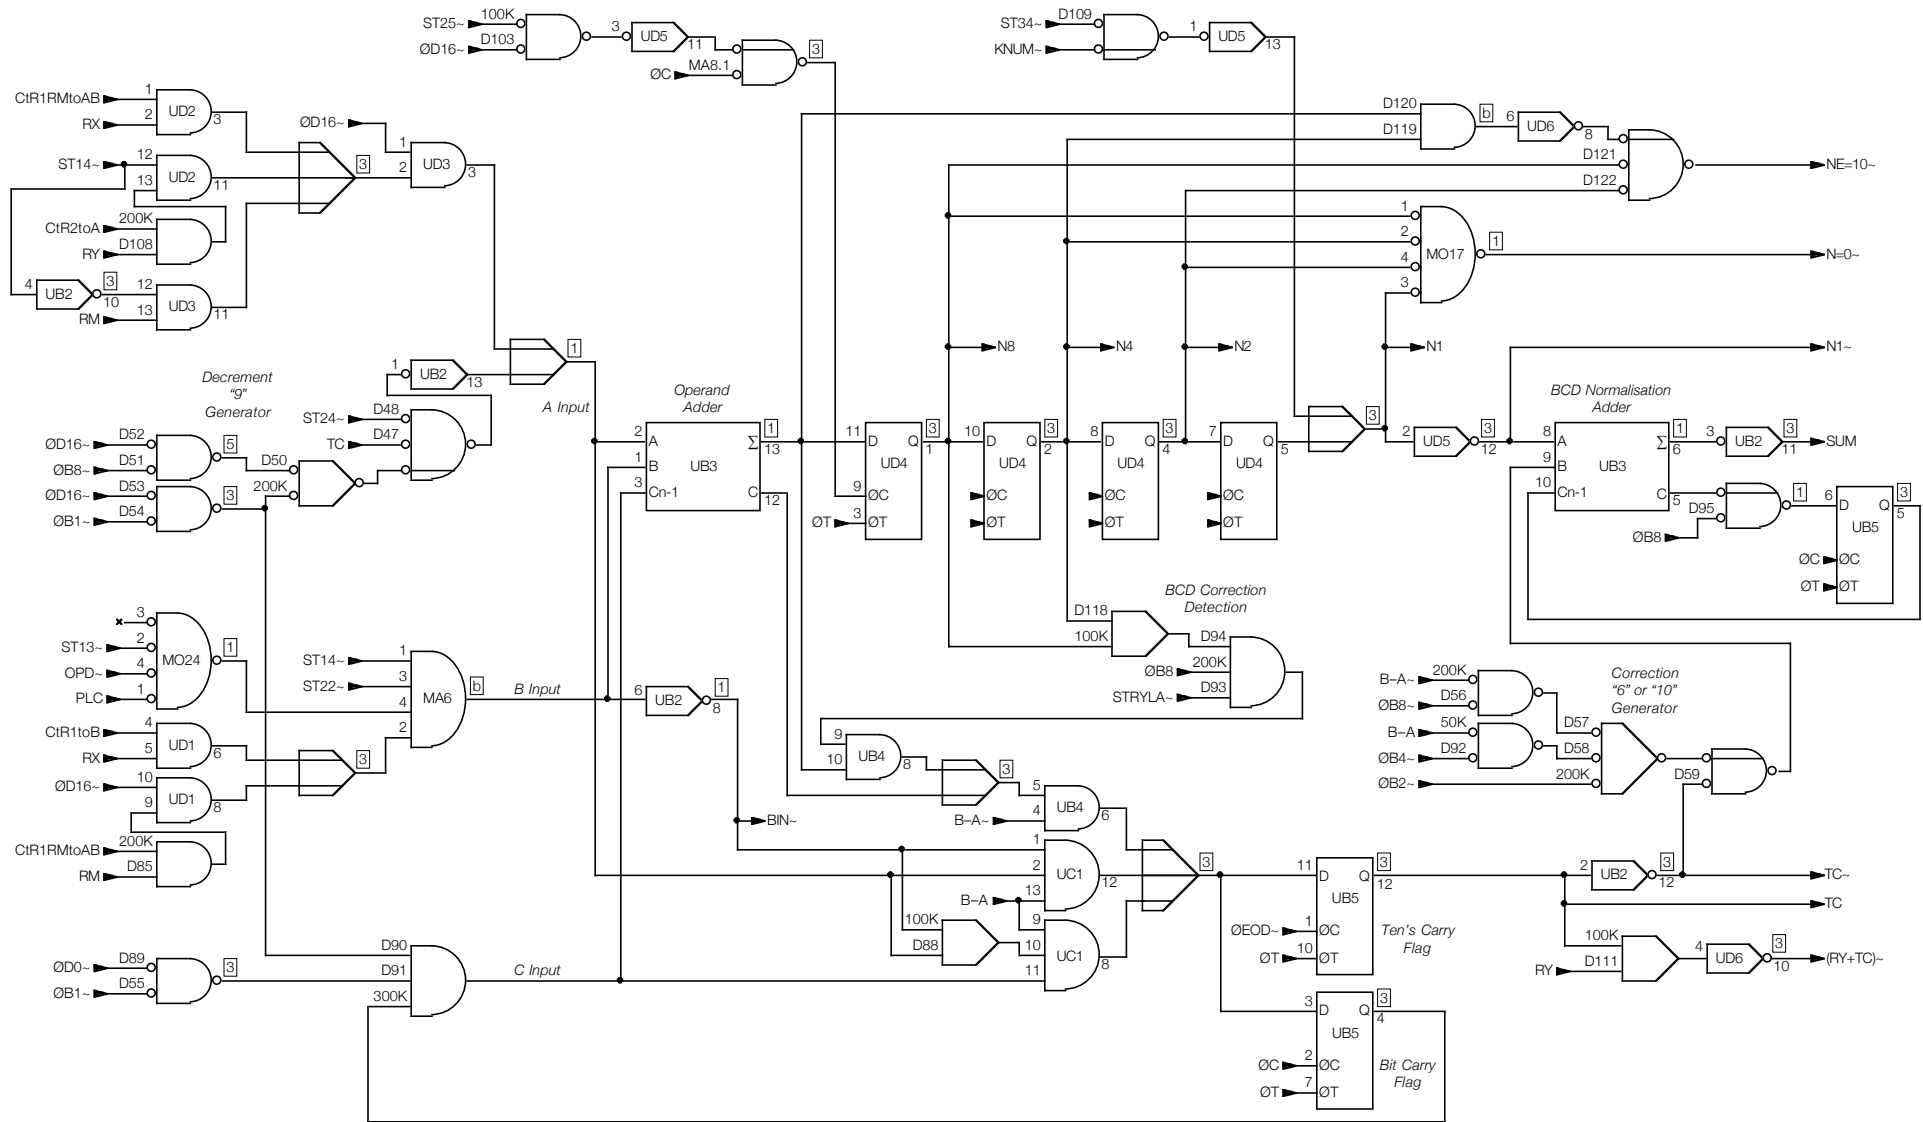 ST25~ 100K
ØD16~ D103
3 UD5 11
ØC MA8.1
3
ST34~ D109
KNUM~
1 UD5 13
CtR1RMtoAB 1
RX 2
UD2 3
ST14~ 12
13 UD2 11
CtR2toA 200K
RY D108
4 UB2 3 10
12 UD3 11
RM 13
3
ØD16~ 1
2 UD3 3
D120
D119
b
6 UD6 8
D121
D122
NE=10~
1
2
4
3
MO17
1
N=0~
N8
N4
N2
N1
N1~
Decrement
“9”
Generator
1 UB2 13
1
A Input
ST24~ D48
TC D47
ØD16~ D52
ØB8~ D51
5
D50
200K
ØD16~ D53
ØB1~ D54
3
Operand
Adder
2 A Σ 1 13
1 B
UB3
3 Cn-1 C 12
11 D Q 3 1
UD4
9 ØC
ØT 3 ØT
10 D Q 3 2
UD4
ØC
ØT
8 D Q 3 4
UD4
ØC
ØT
7 D Q 5
UD4
ØC
ØT
3
2 UD5 3 12
BCD Normalisation
Adder
8 A Σ 1 6
9 B
UB3
10 Cn-1 C 5
3 UB2 3 11
SUM
D95
ØB8
1
6 D Q 3 5
UB5
ØC ØC
ØT ØT
BCD Correction
Detection
D118
100K
D94
ØB8 200K
STRYLA~ D93
3
ST13~ 2
OPD~ 4
PLC 1
MO24
1
ST14~ 1
ST22~ 3
4
2
MA6
b
B Input
6 UB2 1 8
CtR1toB 4
RX 5
UD1 6
ØD16~ 10
9 UD1 8
3
CtR1RMtoAB 200K
RM D85
9
10
UB4 8
3
5
B–A~ 4
UB4 6
BIN~
1
2
B–A 13
UC1 12
100K
D88
9
10
11
UC1 8
3
B–A~ 200K
ØB8~ D56
B–A 50K
ØB4~ D92
ØB2~ 200K
D57
D58
D59
Correction
“6” or “10”
Generator
11 D Q 3 12
UB5
ØEOD~ 1 ØC
ØT 10 ØT
Ten’s Carry
Flag
2 UB2 3 12
TC~
TC
100K
RY D111
4 UD6 3 10
(RY+TC)~
ØD0~ D89
ØB1~ D55
3
D90
D91
300K
C Input
3 D Q 3 4
UB5
ØC 2 ØC
ØT 7 ØT
Bit Carry
Flag